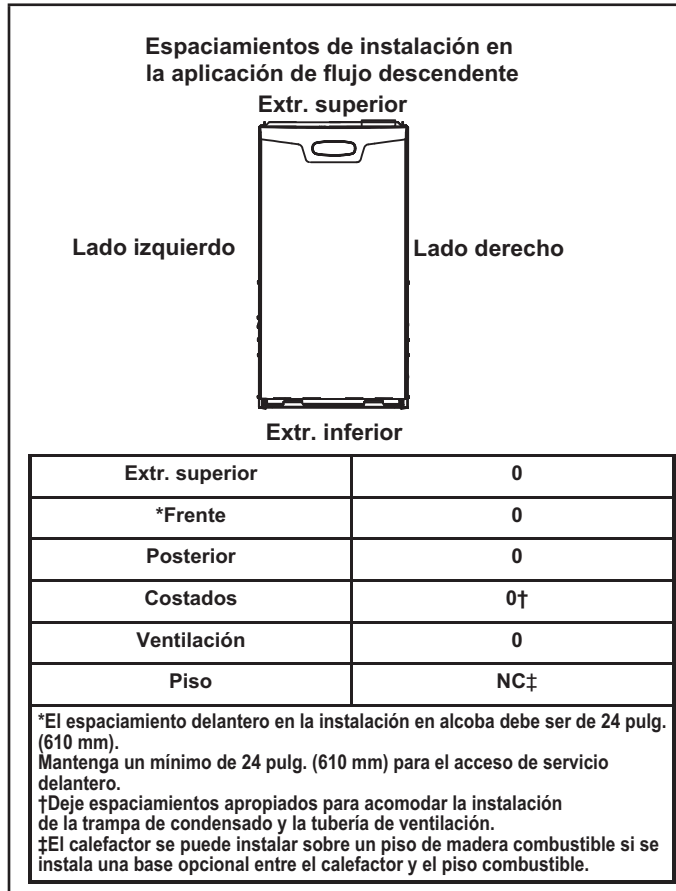 Espaciamientos de instalación en
la aplicación de flujo descendente
Extr. superior
Lado izquierdo
Lado derecho
Extr. inferior
Extr. superior 0
*Frente 0
Posterior 0
Costados 0†
Ventilación 0
Piso NC‡
*El espaciamiento delantero en la instalación en alcoba debe ser de 24 pulg.
(610 mm).
Mantenga un mínimo de 24 pulg. (610 mm) para el acceso de servicio
delantero.
†Deje espaciamientos apropiados para acomodar la instalación
de la trampa de condensado y la tubería de ventilación.
‡El calefactor se puede instalar sobre un piso de madera combustible si se
instala una base opcional entre el calefactor y el piso combustible.